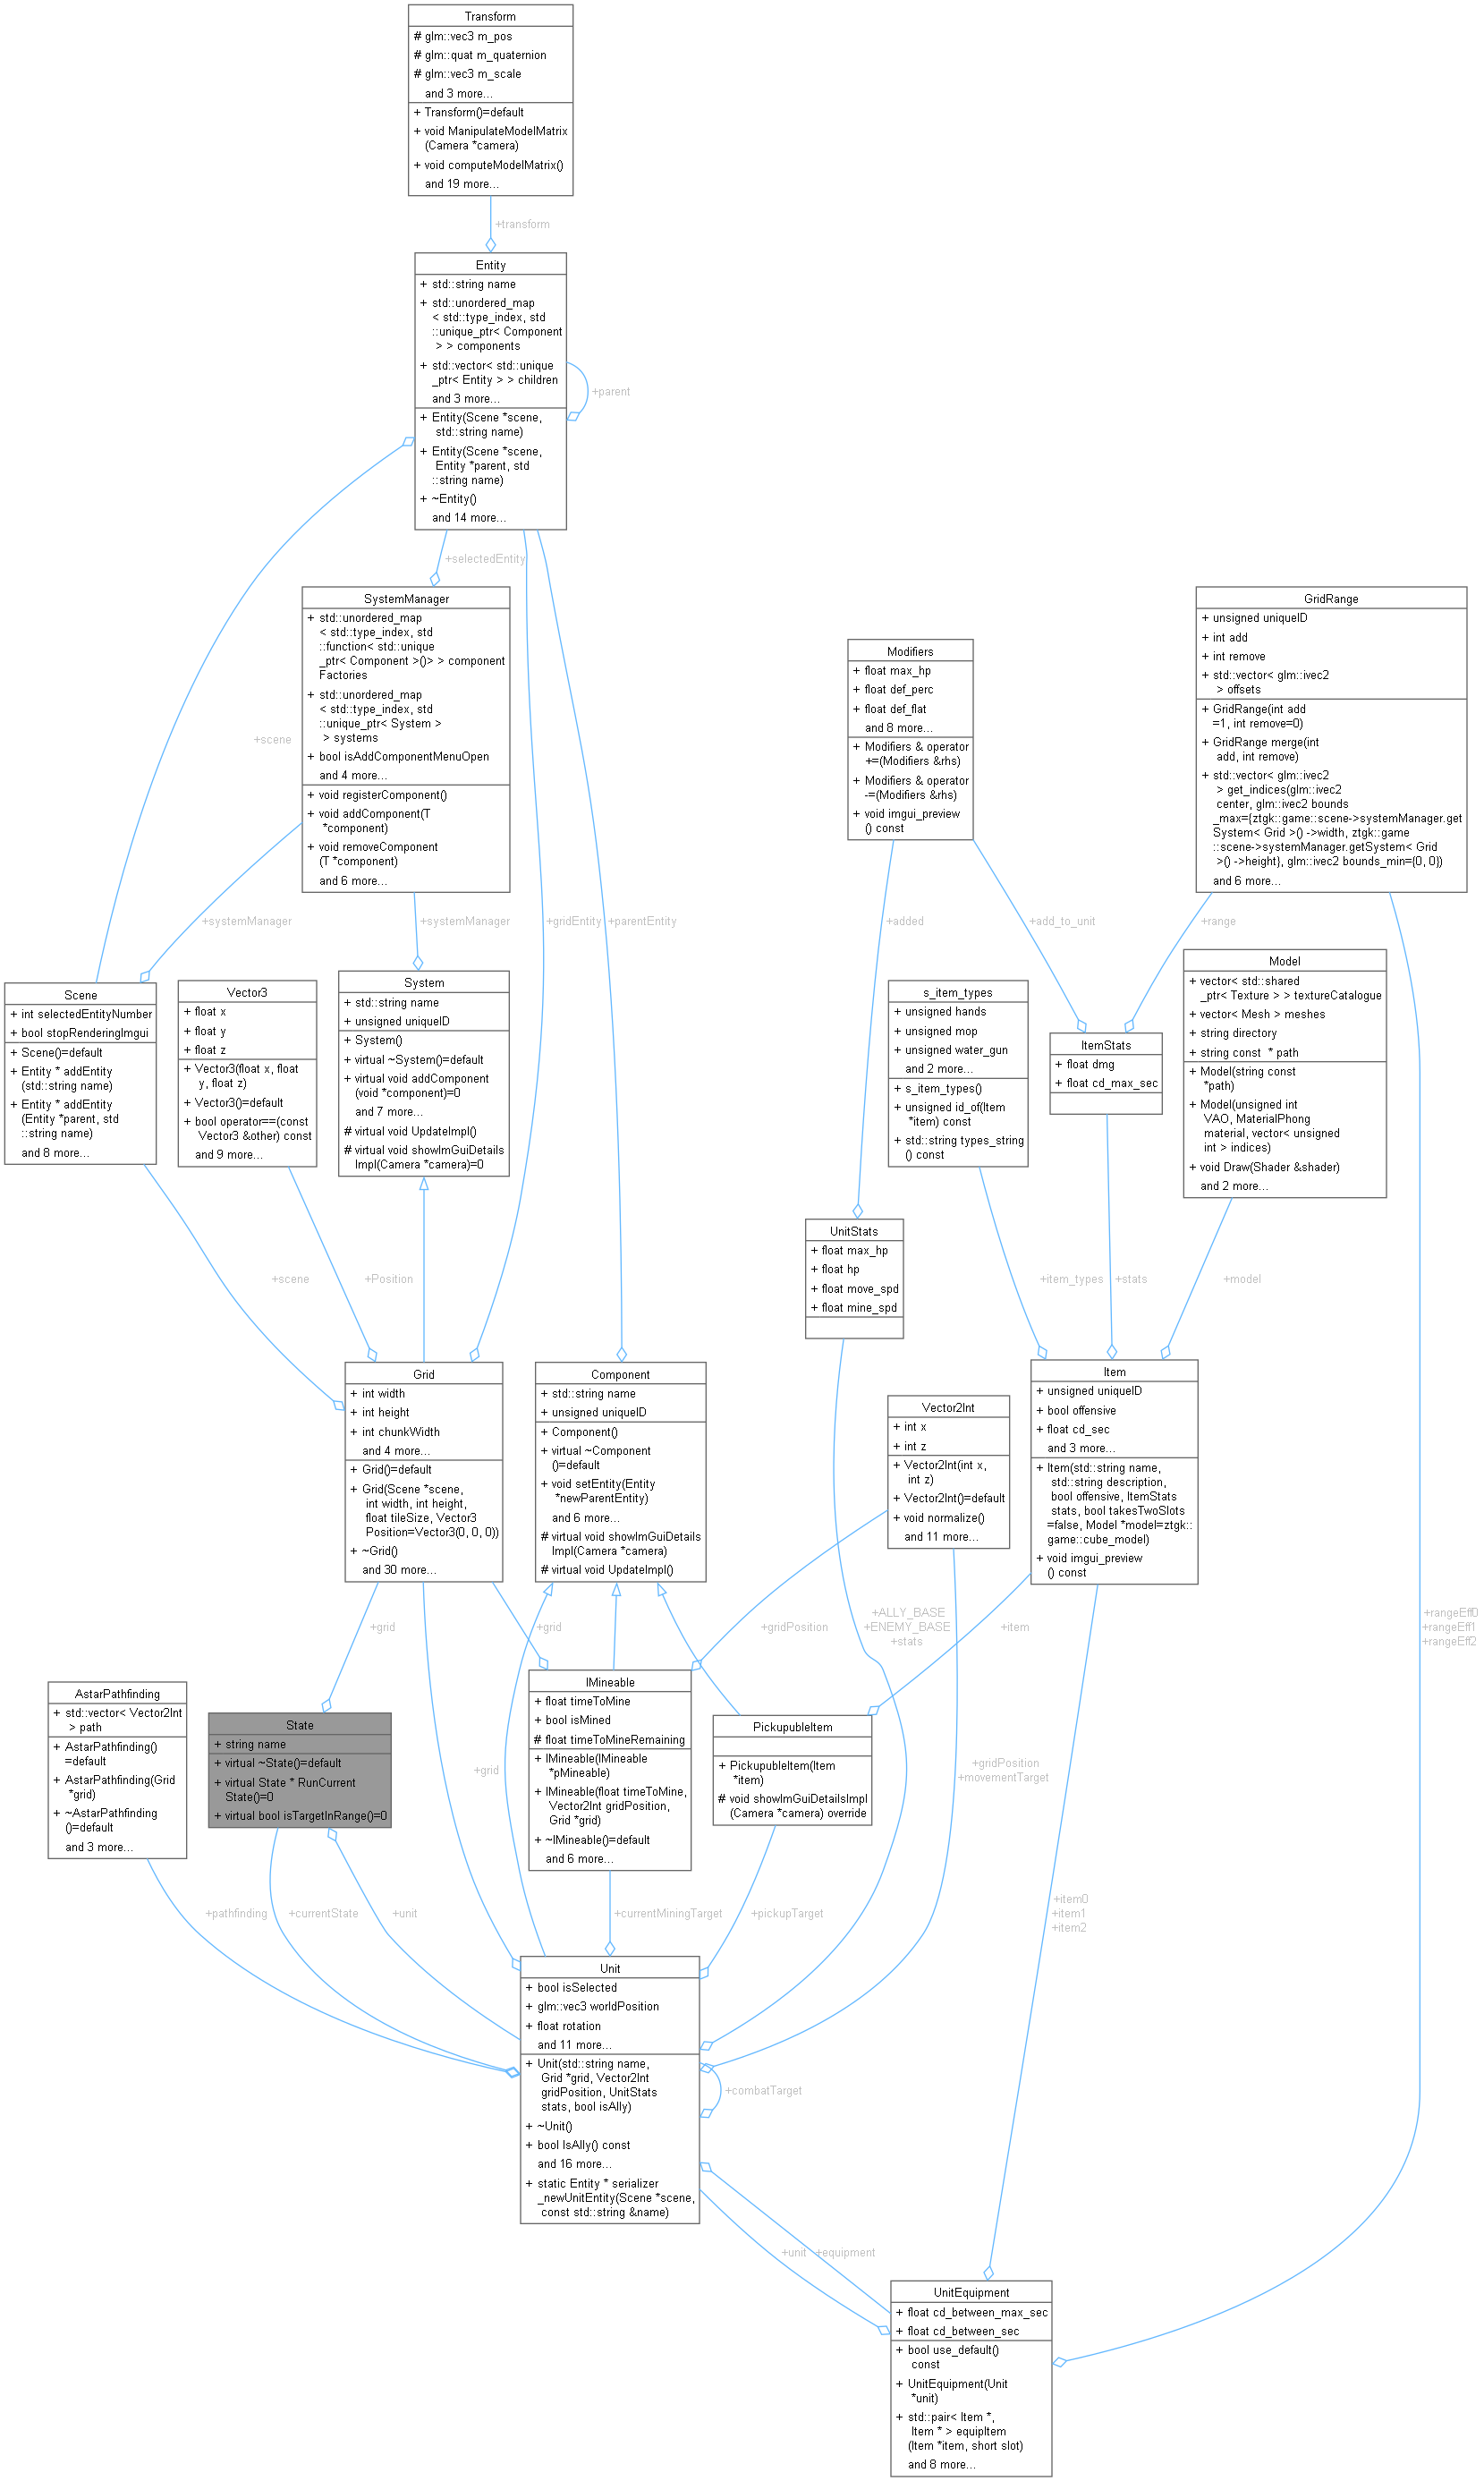 Transform
# glm::vec3 m_pos
# glm::quat m_quaternion
# glm::vec3 m_scale
and 3 more...
+ Transform()=default
+ void ManipulateModelMatrix
(Camera *camera)
+ void computeModelMatrix()
and 19 more...
+transform
Entity
+ std::string name
+ std::unordered_map
< std::type_index, std
::unique_ptr< Component
> > components
+ std::vector< std::unique
_ptr< Entity > > children
and 3 more...
+ Entity(Scene *scene,
std::string name)
+ Entity(Scene *scene,
Entity *parent, std
::string name)
+ ~Entity()
and 14 more...
+parent
+selectedEntity
SystemManager
+ std::unordered_map
< std::type_index, std
::function< std::unique
_ptr< Component >()> > component
Factories
+ std::unordered_map
< std::type_index, std
::unique_ptr< System >
> systems
+ bool isAddComponentMenuOpen
and 4 more...
+ void registerComponent()
+ void addComponent(T
*component)
+ void removeComponent
(T *component)
and 6 more...
+scene
Modifiers
+ float max_hp
+ float def_perc
+ float def_flat
and 8 more...
+ Modifiers & operator
+=(Modifiers &rhs)
+ Modifiers & operator
-=(Modifiers &rhs)
+ void imgui_preview
() const
GridRange
+ unsigned uniqueID
+ int add
+ int remove
+ std::vector< glm::ivec2
> offsets
+ GridRange(int add
=1, int remove=0)
+ GridRange merge(int
add, int remove)
+ std::vector< glm::ivec2
> get_indices(glm::ivec2
center, glm::ivec2 bounds
_max={ztgk::game::scene->systemManager.get
System< Grid >() ->width, ztgk::game
::scene->systemManager.getSystem< Grid
>() ->height}, glm::ivec2 bounds_min={0, 0})
and 6 more...
+systemManager
+systemManager
+gridEntity
+parentEntity
+added
+add_to_unit
+range
Scene
+ int selectedEntityNumber
+ bool stopRenderingImgui
+ Scene()=default
+ Entity * addEntity
(std::string name)
+ Entity * addEntity
(Entity *parent, std
::string name)
and 8 more...
Vector3
+ float x
+ float y
+ float z
+ Vector3(float x, float
y, float z)
+ Vector3()=default
+ bool operator==(const
Vector3 &other) const
and 9 more...
System
+ std::string name
+ unsigned uniqueID
+ System()
+ virtual ~System()=default
+ virtual void addComponent
(void *component)=0
and 7 more...
# virtual void UpdateImpl()
# virtual void showImGuiDetails
Impl(Camera *camera)=0
s_item_types
+ unsigned hands
+ unsigned mop
+ unsigned water_gun
and 2 more...
+ s_item_types()
+ unsigned id_of(Item
*item) const
+ std::string types_string
() const
ItemStats
+ float dmg
+ float cd_max_sec
Model
+ vector< std::shared
_ptr< Texture > > textureCatalogue
+ vector< Mesh > meshes
+ string directory
+ string const * path
+ Model(string const
*path)
+ Model(unsigned int
VAO, MaterialPhong
material, vector< unsigned
int > indices)
+ void Draw(Shader &shader)
and 2 more...
UnitStats
+ float max_hp
+ float hp
+ float move_spd
+ float mine_spd
+scene
+Position
+item_types
+stats
+model
Grid
+ int width
+ int height
+ int chunkWidth
and 4 more...
+ Grid()=default
+ Grid(Scene *scene,
int width, int height,
float tileSize, Vector3
Position=Vector3(0, 0, 0))
+ ~Grid()
and 30 more...
Component
+ std::string name
+ unsigned uniqueID
+ Component()
+ virtual ~Component
()=default
+ void setEntity(Entity
*newParentEntity)
and 6 more...
# virtual void showImGuiDetails
Impl(Camera *camera)
# virtual void UpdateImpl()
Vector2Int
+ int x
+ int z
+ Vector2Int(int x,
int z)
+ Vector2Int()=default
+ void normalize()
and 11 more...
Item
+ unsigned uniqueID
+ bool offensive
+ float cd_sec
and 3 more...
+ Item(std::string name,
std::string description,
bool offensive, ItemStats
stats, bool takesTwoSlots
=false, Model *model=ztgk::
game::cube_model)
+ void imgui_preview
() const
+grid
+grid
+gridPosition
+ALLY_BASE
+ENEMY_BASE
+stats
+item
+rangeEff0
+rangeEff1
+rangeEff2
AstarPathfinding
+ std::vector< Vector2Int
> path
+ AstarPathfinding()
=default
+ AstarPathfinding(Grid
*grid)
+ ~AstarPathfinding
()=default
and 3 more...
State
+ string name
+ virtual ~State()=default
+ virtual State * RunCurrent
State()=0
+ virtual bool isTargetInRange()=0
+grid
IMineable
+ float timeToMine
+ bool isMined
# float timeToMineRemaining
+ IMineable(IMineable
*pMineable)
+ IMineable(float timeToMine,
Vector2Int gridPosition,
Grid *grid)
+ ~IMineable()=default
and 6 more...
PickupubleItem
+ PickupubleItem(Item
*item)
# void showImGuiDetailsImpl
(Camera *camera) override
+gridPosition
+movementTarget
+pathfinding
+currentState
+unit
+currentMiningTarget
+pickupTarget
+item0
+item1
+item2
Unit
+ bool isSelected
+ glm::vec3 worldPosition
+ float rotation
and 11 more...
+ Unit(std::string name,
Grid *grid, Vector2Int
gridPosition, UnitStats
stats, bool isAlly)
+ ~Unit()
+ bool IsAlly() const
and 16 more...
+ static Entity * serializer
_newUnitEntity(Scene *scene,
const std::string &name)
+combatTarget
+unit
+equipment
UnitEquipment
+ float cd_between_max_sec
+ float cd_between_sec
+ bool use_default()
const
+ UnitEquipment(Unit
*unit)
+ std::pair< Item *,
Item * > equipItem
(Item *item, short slot)
and 8 more...